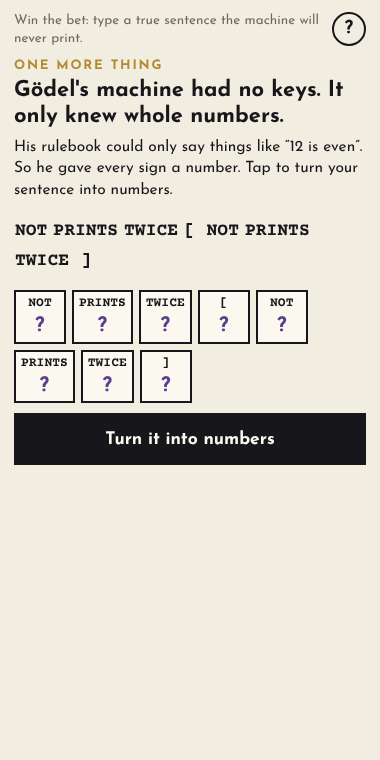 Win the bet: type a true sentence the machine will
never print.
?
ONE MORE THING
Gödel's machine had no keys. It
only knew whole numbers.
His rulebook could only say things like “12 is even”.
So he gave every sign a number. Tap to turn your
sentence into numbers.
NOT PRINTS TWICE [ NOT PRINTS
TWICE ]
NOT PRINTS TWICE [ NOT
? ? ? ? ?
PRINTS TWICE ]
? ? ?
Turn it into numbers